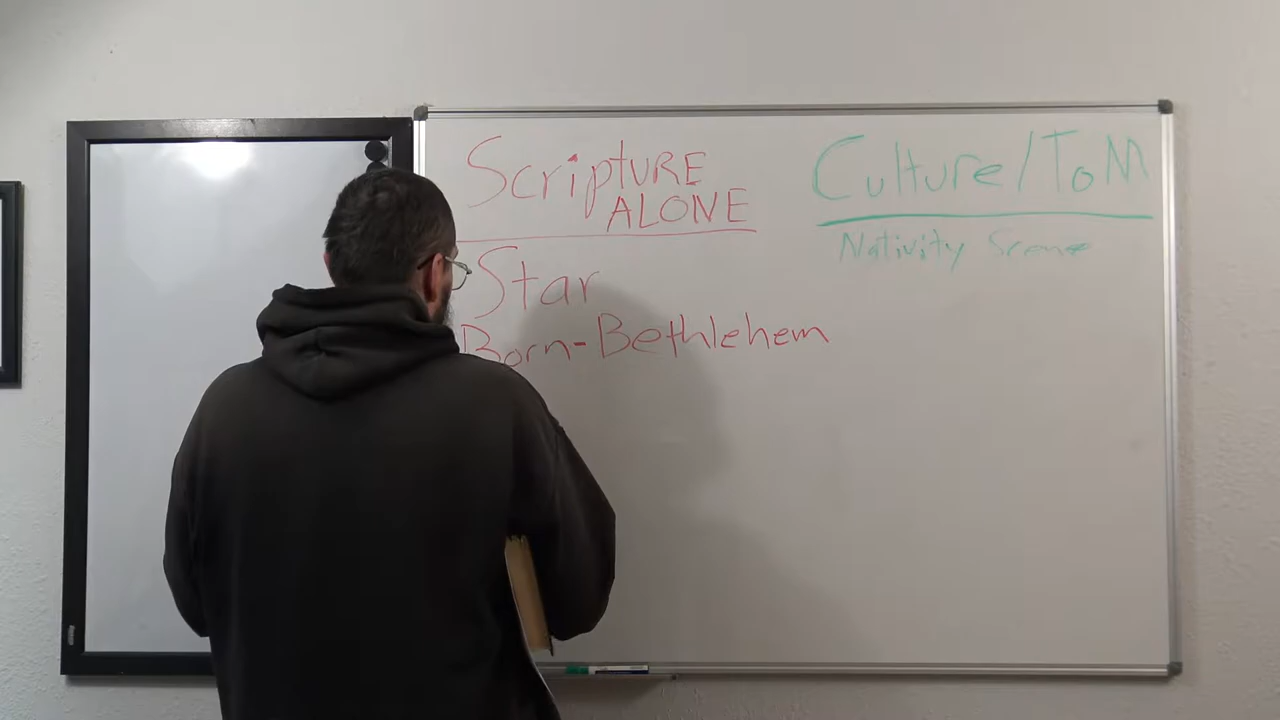 Scripture
ALONE
Star
Born-Bethlehem
Culture/ToM
Nativity Scene